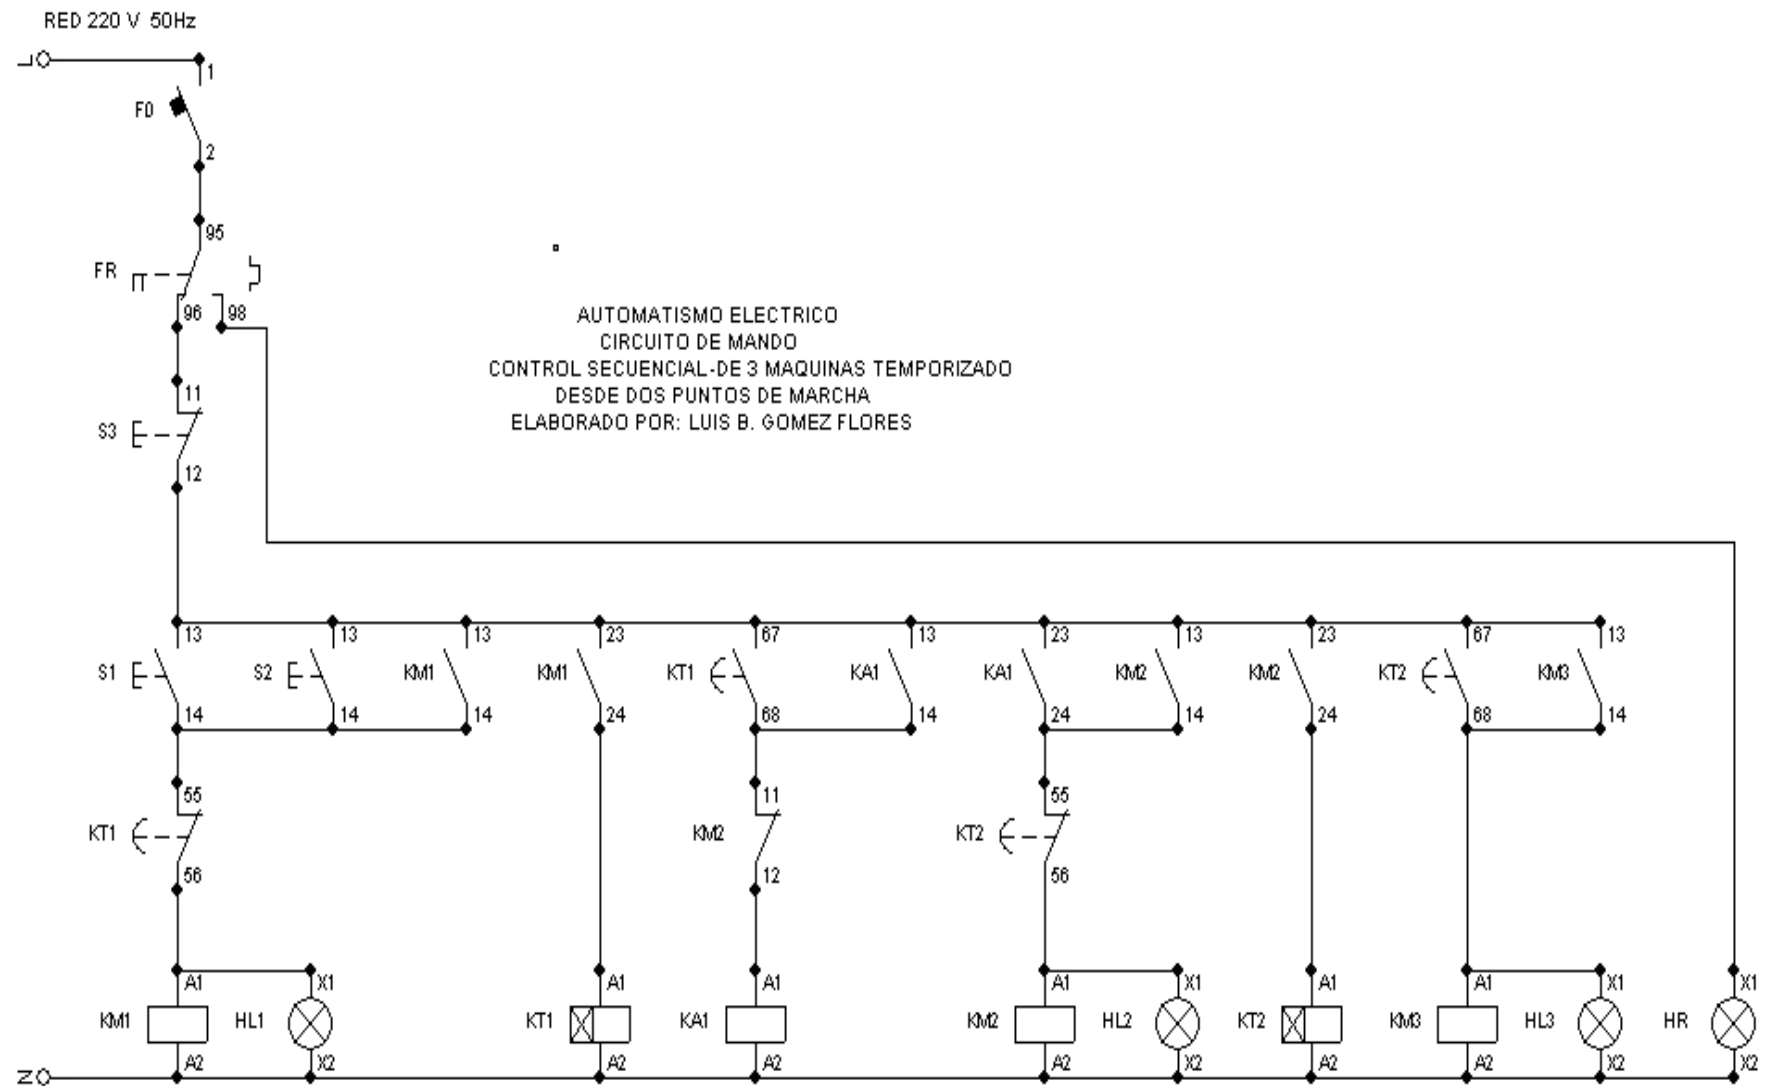 RED 220 V 50Hz
L
1
F0
2
95
FR
96 98
AUTOMATISMO ELECTRICO
CIRCUITO DE MANDO
CONTROL SECUENCIAL-DE 3 MAQUINAS TEMPORIZADO
DESDE DOS PUNTOS DE MARCHA
ELABORADO POR: LUIS B. GOMEZ FLORES
11
S3
12
13 13 13 23 67 13 23 13 23 67 13
S1 S2 KM1 KM1 KT1 KA1 KA1 KM2 KM2 KT2 KM3
14 14 14 24 68 14 24 14 24 68 14
55 11 55
KT1 KM2 KT2
56 12 56
A1 X1 A1 A1 A1 X1 A1 A1 X1 X1
KM1 HL1 KT1 KA1 KM2 HL2 KT2 KM3 HL3 HR
A2 X2 A2 A2 A2 X2 A2 A2 X2 X2
N